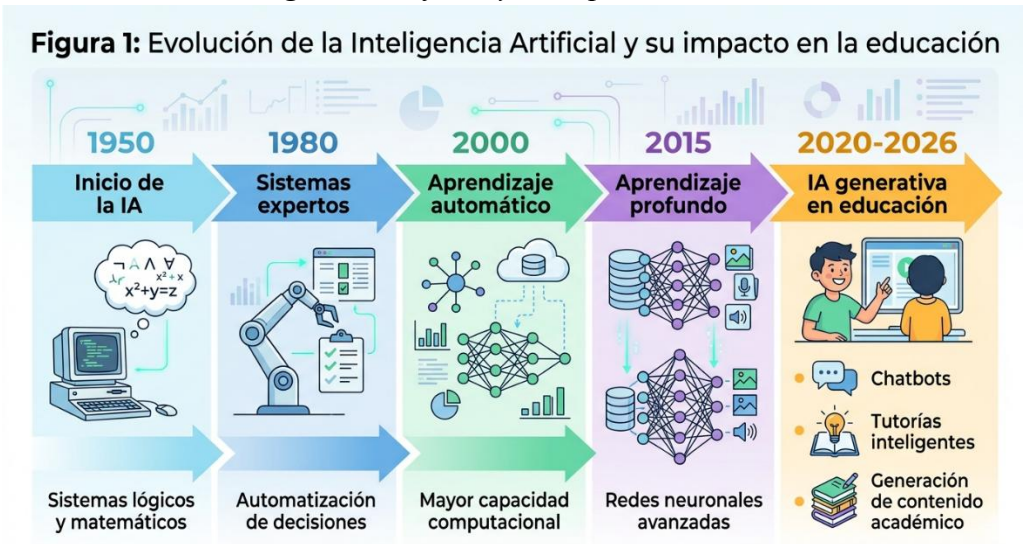 Figura 1: Evolución de la Inteligencia Artificial y su impacto en la educación
1950
Inicio de
la IA
x²+x
x²+y=z
Sistemas lógicos
y matemáticos
1980
Sistemas
expertos
Automatización
de decisiones
2000
Aprendizaje
automático
Mayor capacidad
computacional
2015
Aprendizaje
profundo
Redes neuronales
avanzadas
2020-2026
IA generativa
en educación
Chatbots
Tutorías
inteligentes
Generación
de contenido
académico